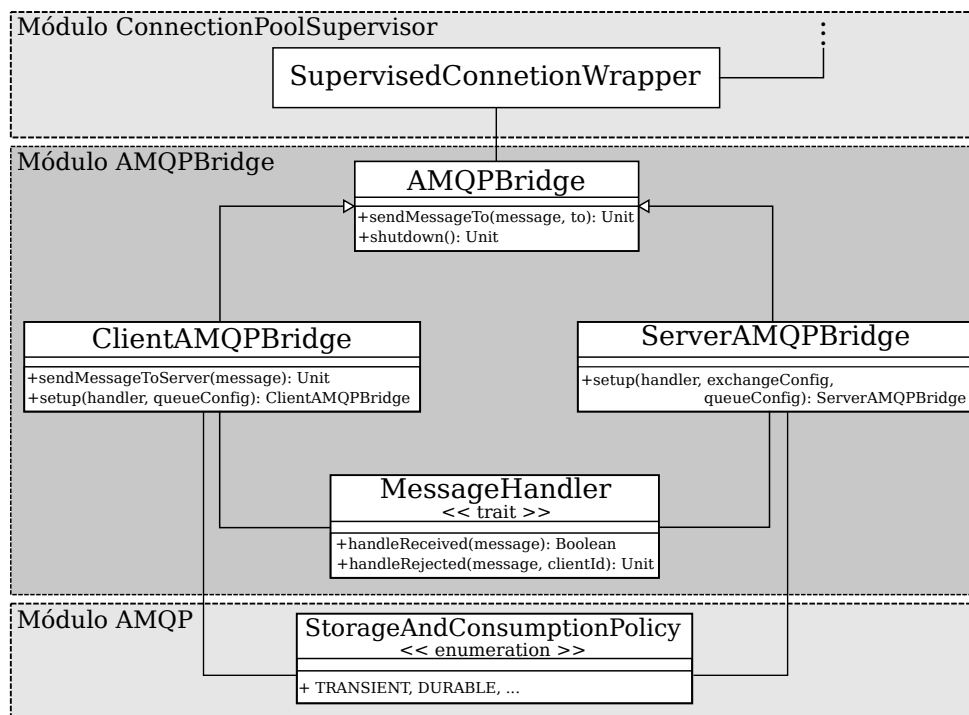 Módulo ConnectionPoolSupervisor
SupervisedConnetionWrapper
Módulo AMQPBridge
AMQPBridge
+sendMessageTo(message, to): Unit
+shutdown(): Unit
ClientAMQPBridge
+sendMessageToServer(message): Unit
+setup(handler, queueConfig): ClientAMQPBridge
ServerAMQPBridge
+setup(handler, exchangeConfig,
queueConfig): ServerAMQPBridge
MessageHandler
<< trait >>
+handleReceived(message): Boolean
+handleRejected(message, clientId): Unit
Módulo AMQP
StorageAndConsumptionPolicy
<< enumeration >>
+ TRANSIENT, DURABLE, ...